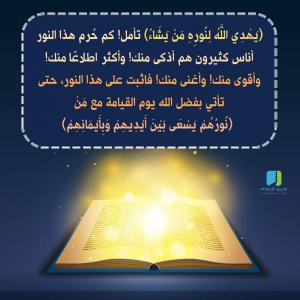 (يَهْدِي اللَّهُ لِنُورِهِ مَنْ يَشَاءُ) تأمل! كم حُرم هذا النور
أناس كثيرون هم أذكى منك! وأكثر اطلاعًا منك!
وأقوى منك! وأغنى منك! فاثبت على هذا النور، حتى
تأتي بفضل الله يوم القيامة مع مَنْ
(نُورُهُمْ يَسْعَى بَيْنَ أَيْدِيهِمْ وَبِأَيْمَانِهِمْ)